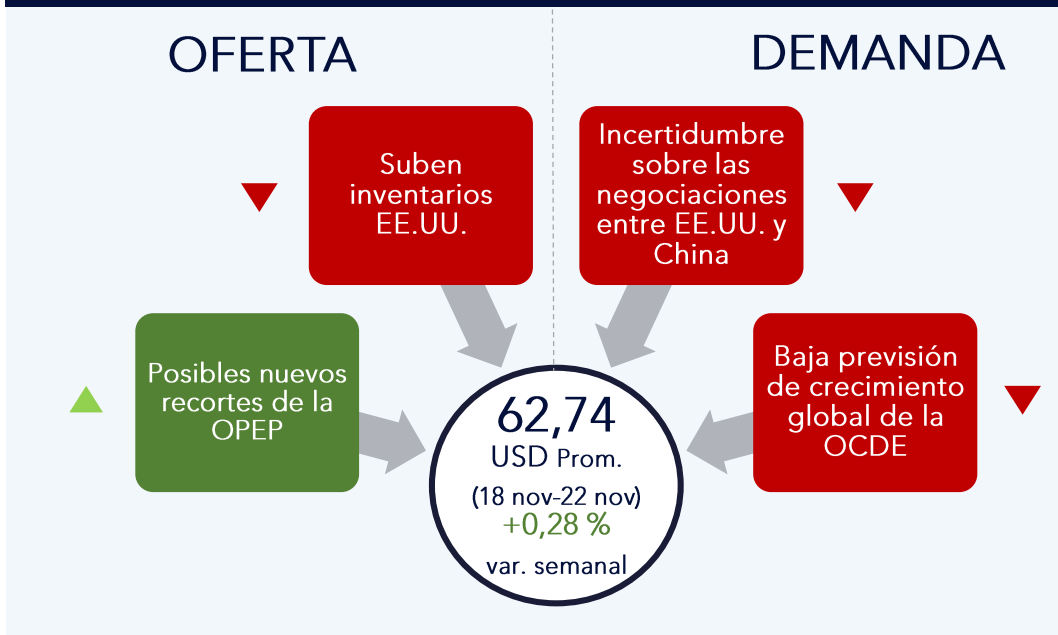 OFERTA
DEMANDA
Suben
inventarios
EE.UU.
Incertidumbre
sobre las
negociaciones
entre EE.UU. y
China
Posibles nuevos
recortes de la
OPEP
Baja previsión
de crecimiento
global de la
OCDE
62,74
USD Prom.
(18 nov-22 nov)
+0,28 %
var. semanal